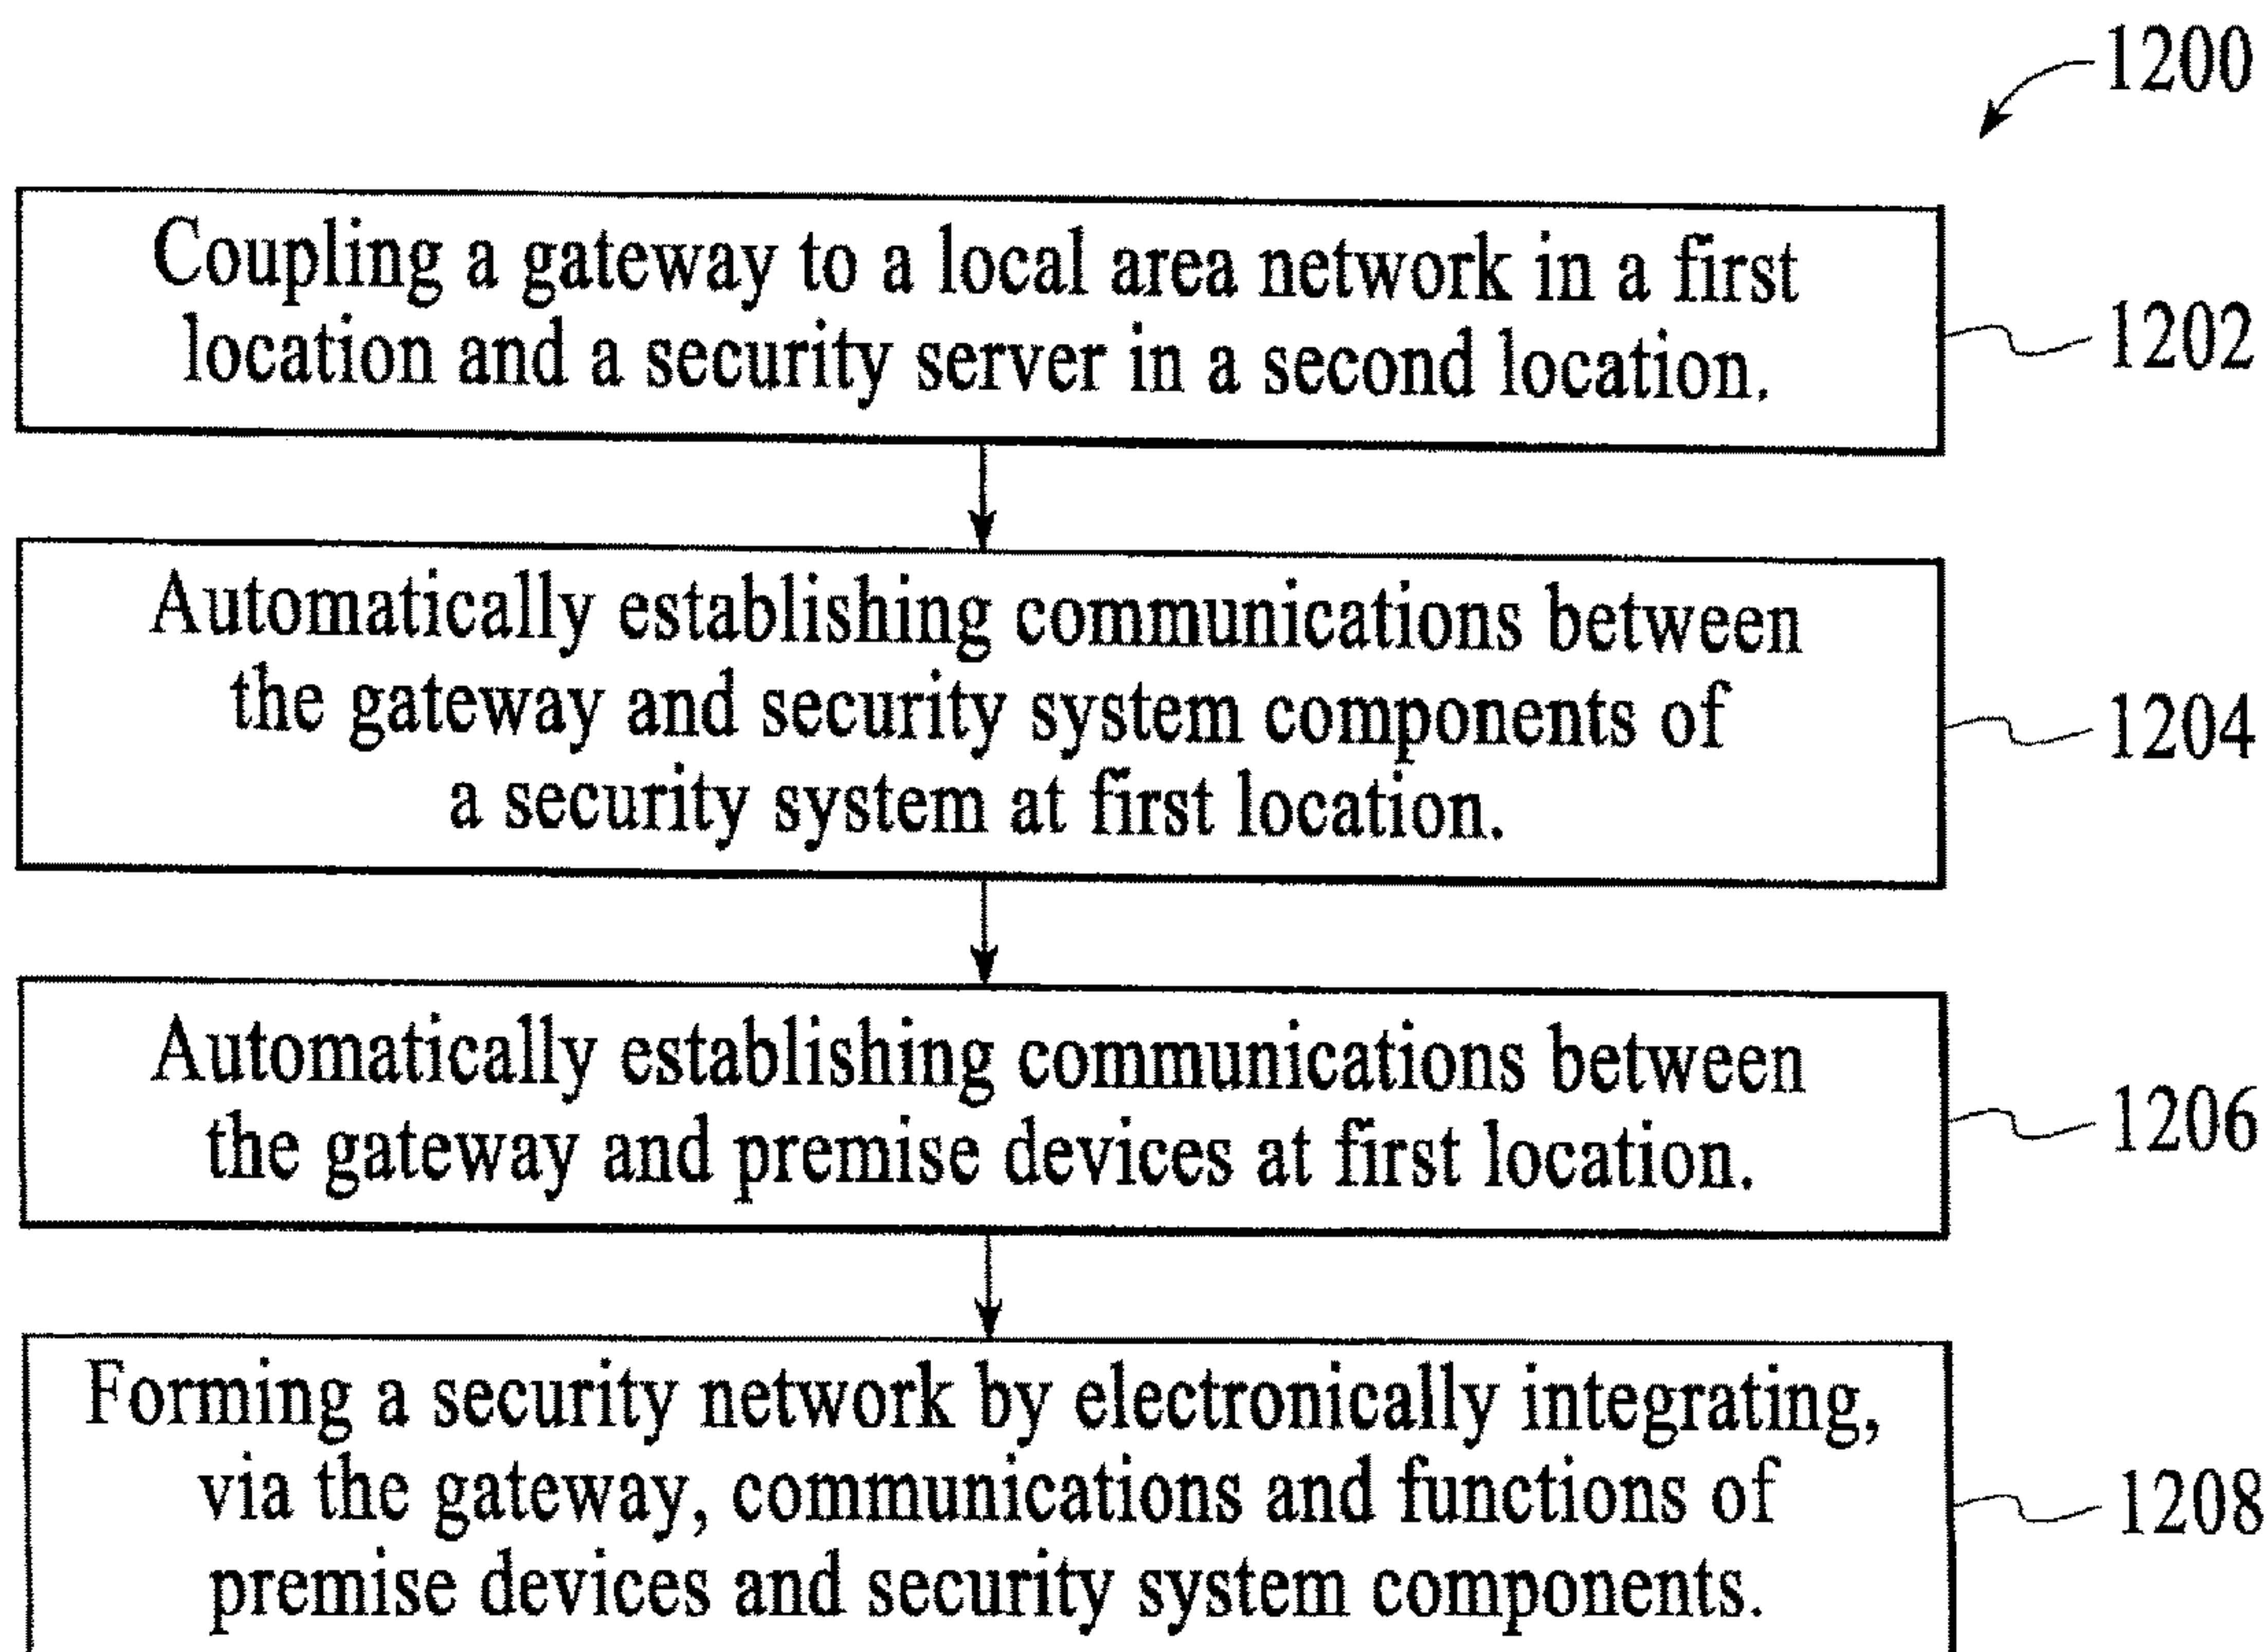 1200
Coupling a gateway to a local area network in a first
location and a security server in a second location.
1202
Automatically establishing communications between
the gateway and security system components of
a security system at first location.
1204
Automatically establishing communications between
the gateway and premise devices at first location.
1206
Forming a security network by electronically integrating,
via the gateway, communications and functions of
premise devices and security system components.
1208